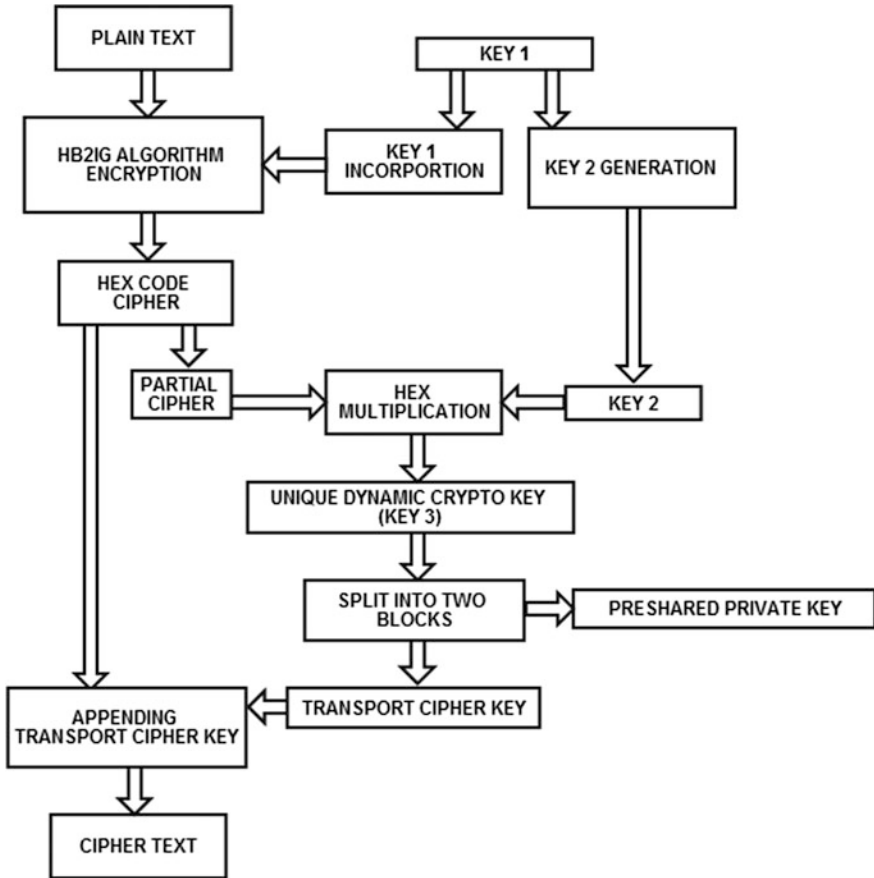 PLAIN TEXT
KEY 1
HB2IG ALGORITHM
ENCRYPTION
KEY 1
INCORPORTION
KEY 2 GENERATION
HEX CODE
CIPHER
PARTIAL
CIPHER
HEX
MULTIPLICATION
KEY 2
UNIQUE DYNAMIC CRYPTO KEY
(KEY 3)
SPLIT INTO TWO
BLOCKS
PRESHARED PRIVATE KEY
APPENDING
TRANSPORT CIPHER KEY
TRANSPORT CIPHER KEY
CIPHER TEXT